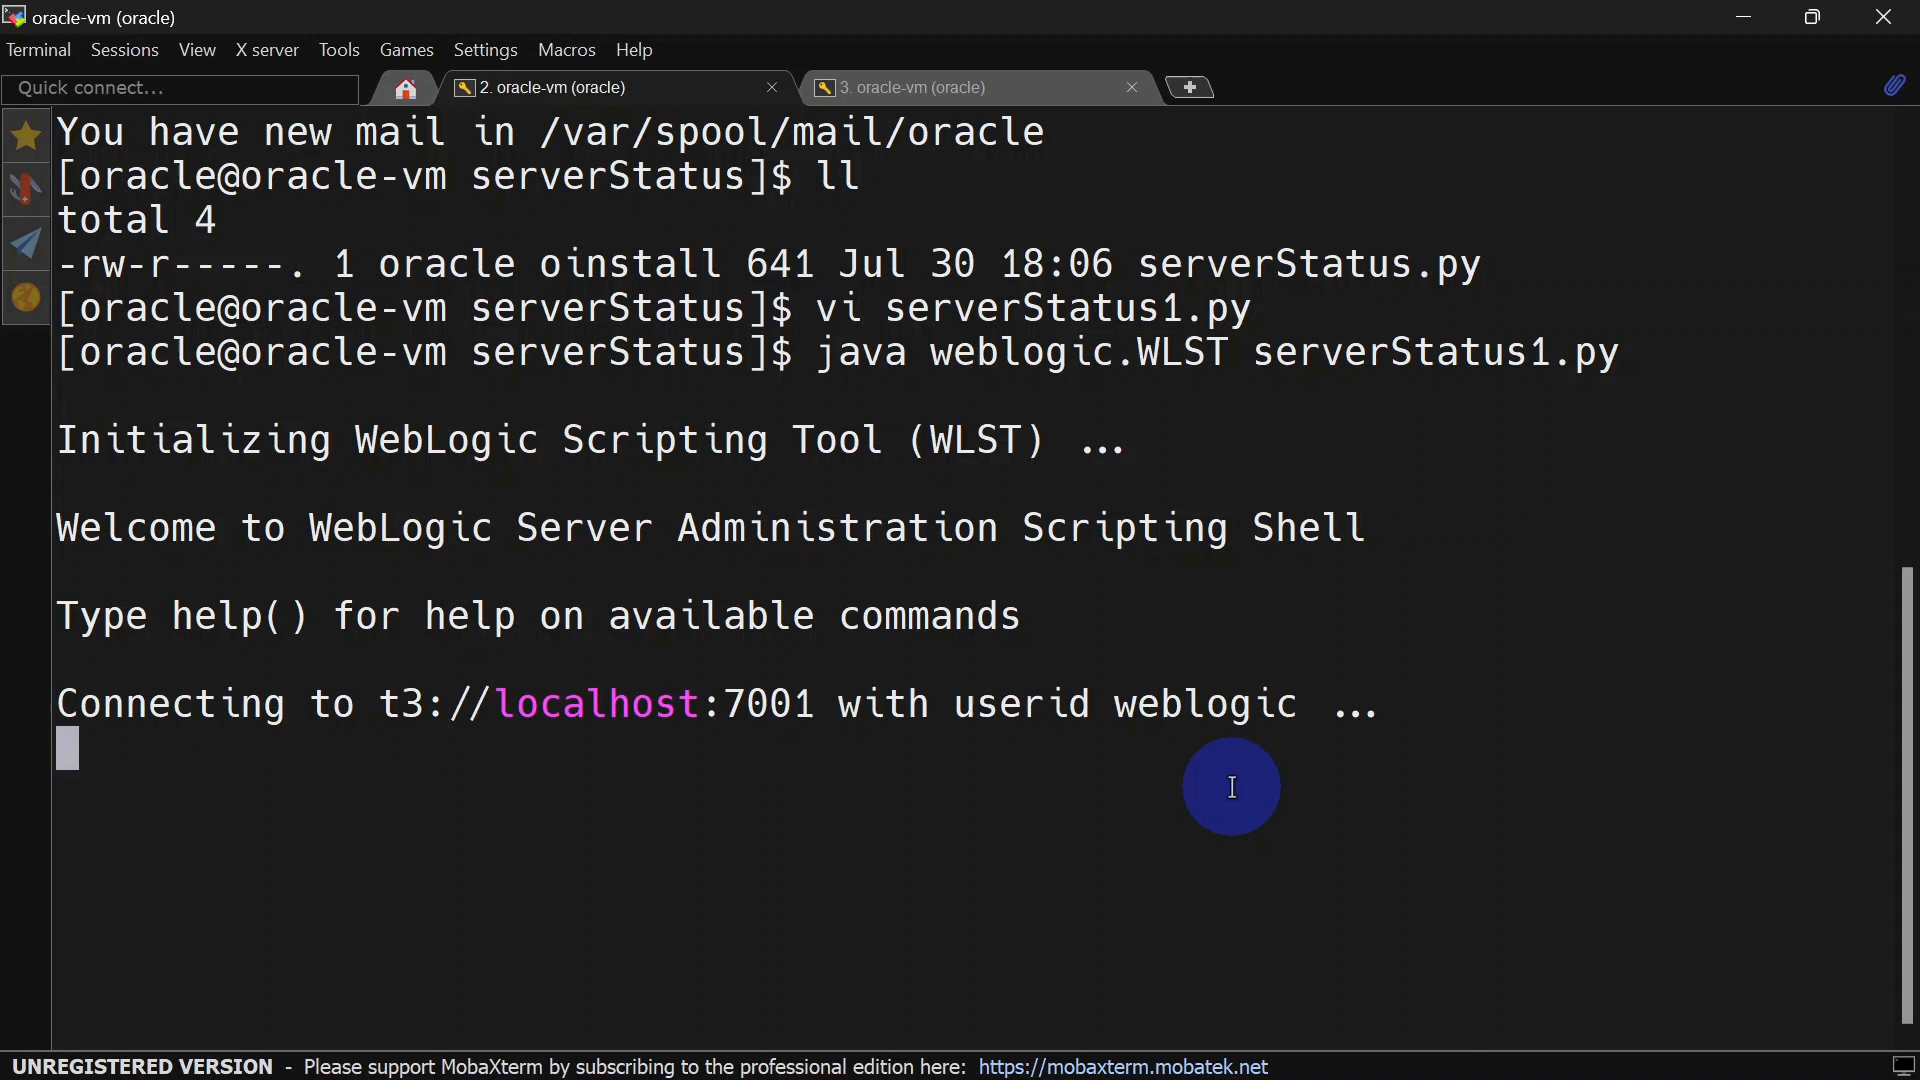 oracle-vm (oracle)
Terminal Sessions View X server Tools Games Settings Macros Help
Quick connect...
2. oracle-vm (oracle)
3. oracle-vm (oracle)
You have new mail in /var/spool/mail/oracle
[oracle@oracle-vm serverStatus]$ ll
total 4
-rw-r-----. 1 oracle oinstall 641 Jul 30 18:06 serverStatus.py
[oracle@oracle-vm serverStatus]$ vi serverStatus1.py
[oracle@oracle-vm serverStatus]$ java weblogic.WLST serverStatus1.py
Initializing WebLogic Scripting Tool (WLST) ...
Welcome to WebLogic Server Administration Scripting Shell
Type help() for help on available commands
Connecting to t3://localhost:7001 with userid weblogic ...
UNREGISTERED VERSION - Please support MobaXterm by subscribing to the professional edition here: https://mobaxterm.mobatek.net